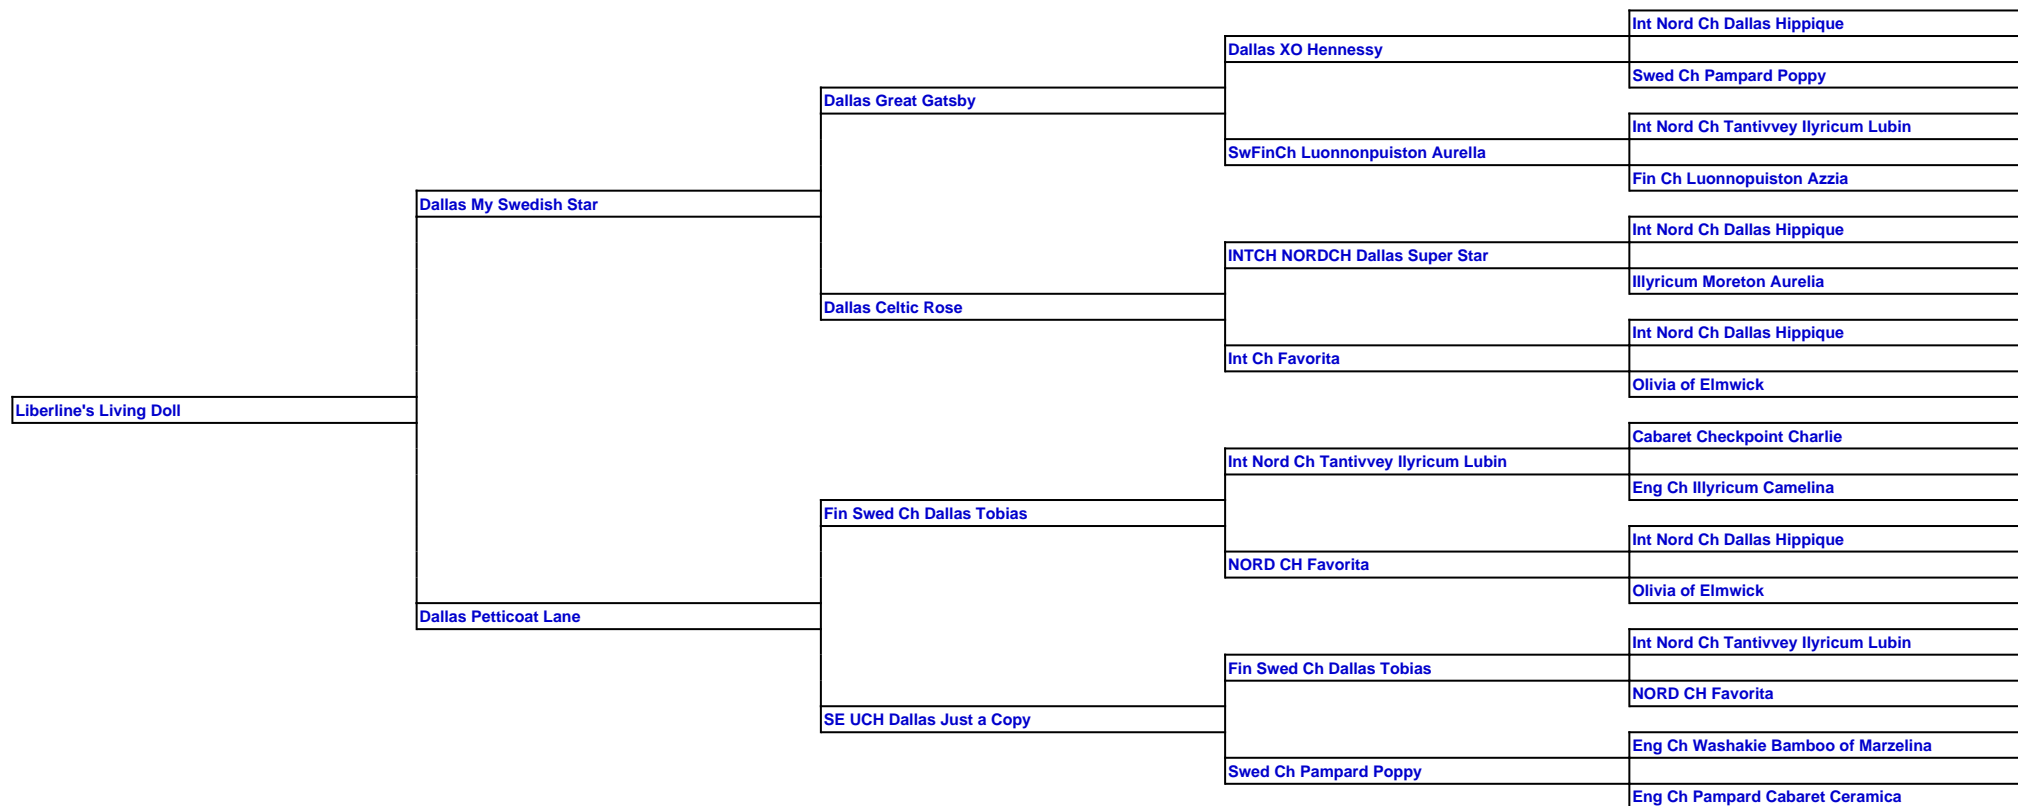 Int Nord Ch Dallas Hippique
Dallas XO Hennessy
Swed Ch Pampard Poppy
Dallas Great Gatsby
Int Nord Ch Tantivvey Ilyricum Lubin
SwFinCh Luonnonpuiston Aurella
Fin Ch Luonnopuiston Azzia
Dallas My Swedish Star
Int Nord Ch Dallas Hippique
INTCH NORDCH Dallas Super Star
Illyricum Moreton Aurelia
Dallas Celtic Rose
Int Nord Ch Dallas Hippique
Int Ch Favorita
Olivia of Elmwick
Liberline's Living Doll
Cabaret Checkpoint Charlie
Int Nord Ch Tantivvey Ilyricum Lubin
Eng Ch Illyricum Camelina
Fin Swed Ch Dallas Tobias
Int Nord Ch Dallas Hippique
NORD CH Favorita
Olivia of Elmwick
Dallas Petticoat Lane
Int Nord Ch Tantivvey Ilyricum Lubin
Fin Swed Ch Dallas Tobias
NORD CH Favorita
SE UCH Dallas Just a Copy
Eng Ch Washakie Bamboo of Marzelina
Swed Ch Pampard Poppy
Eng Ch Pampard Cabaret Ceramica